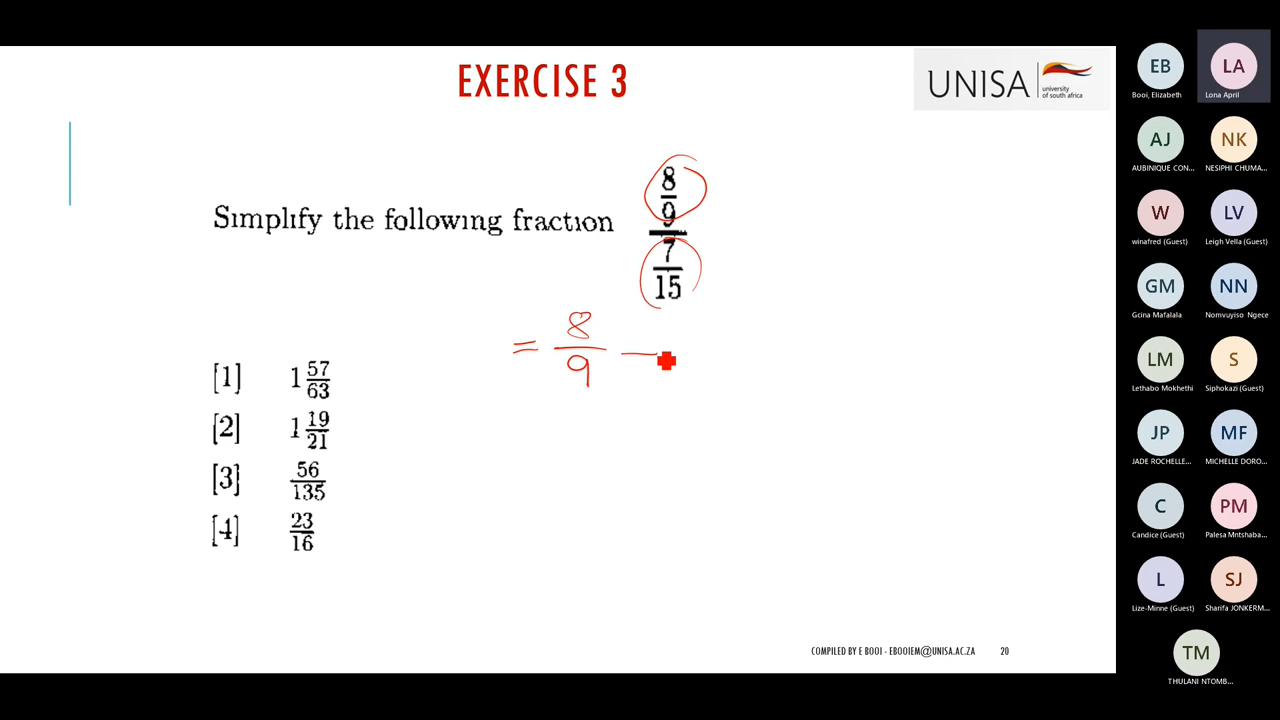 EXERCISE 3
UNISA
university
of south africa
Simplify the following fraction
8
9
7
15
= 8
9
[1] 1 57/63
[2] 1 19/21
[3] 56/135
[4] 23/16
COMPILED BY E BOOI - EBOOIEM@UNISA.AC.ZA 20
EB
Booi, Elizabeth
LA
Lona April
AJ
AUBINIQUE CON...
NK
NESIPHI CHUMA...
W
winafred (Guest)
LV
Leigh Vella (Guest)
GM
Gcina Mafalala
NN
Nomvuyiso Ngece
LM
Lethabo Mokhethi
S
Siphokazi (Guest)
JP
JADE ROCHELLE...
MF
MICHELLE DORO...
C
Candice (Guest)
PM
Palesa Mntshaba...
L
Lize-Minne (Guest)
SJ
Sharifa JONKERM...
TM
THULANI NTOMB...